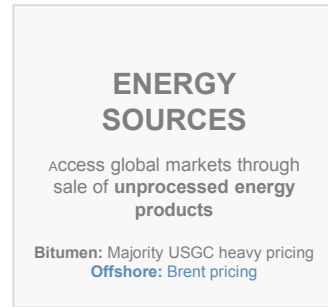 ENERGY
SOURCES
Access global markets through
sale of unprocessed energy
products
Bitumen: Majority USGC heavy pricing
Offshore: Brent pricing